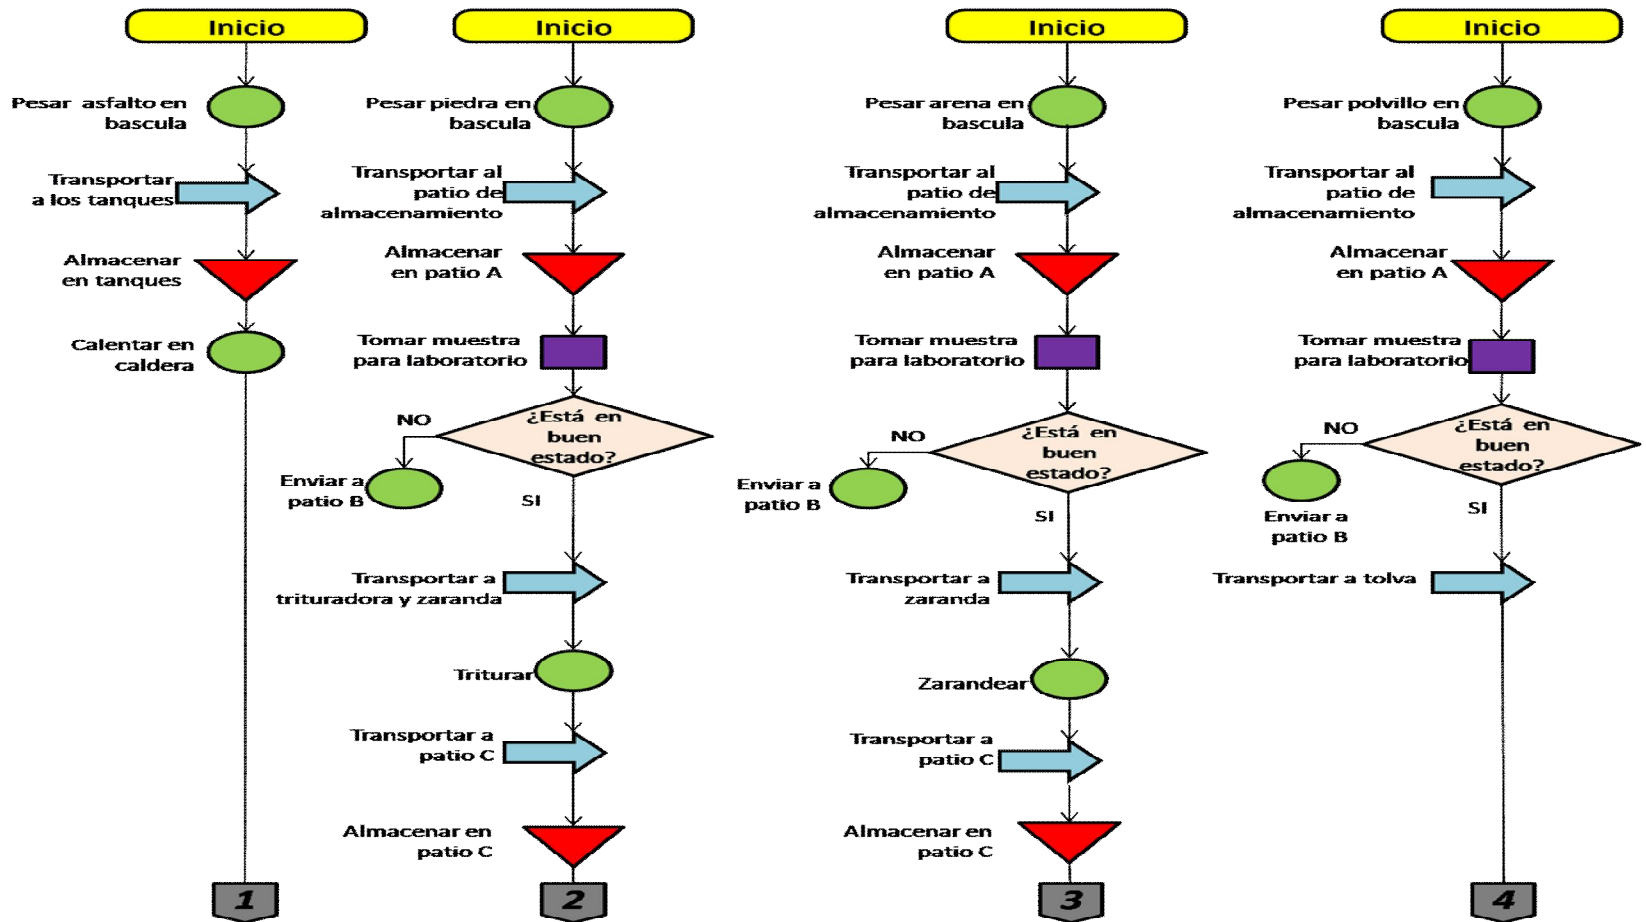 Inicio
Pesar asfalto en
bascula
Transportar
a los tanques
Almacenar
en tanques
Calentar en
caldera
1
Inicio
Pesar piedra en
bascula
Transportar al
patio de
almacenamiento
Almacenar
en patio A
Tomar muestra
para laboratorio
¿Está en
buen
estado?
NO
Enviar a
patio B
SI
Transportar a
trituradora y zaranda
Triturar
Transportar a
patio C
Almacenar en
patio C
2
Inicio
Pesar arena en
bascula
Transportar al
patio de
almacenamiento
Almacenar
en patio A
Tomar muestra
para laboratorio
¿Está en
buen
estado?
NO
Enviar a
patio B
SI
Transportar a
zaranda
Zarandear
Transportar a
patio C
Almacenar en
patio C
3
Inicio
Pesar polvillo en
bascula
Transportar al
patio de
almacenamiento
Almacenar
en patio A
Tomar muestra
para laboratorio
¿Está en
buen
estado?
NO
Enviar a
patio B
SI
Transportar a tolva
4